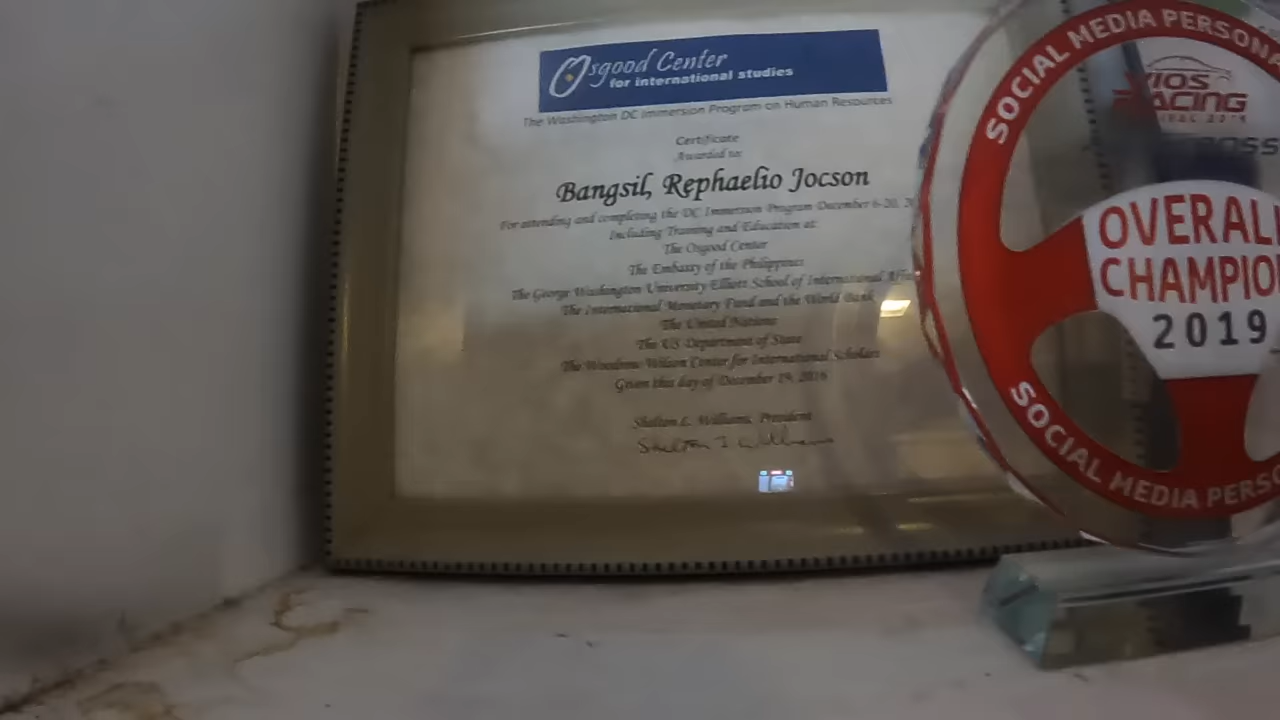 Osgood Center
for international studies
The Washington DC Immersion Program on Human Resources
Certificate
Awarded to:
Bangsil, Rephaelio Jocson
For attending and completing the DC Immersion Program December 6-20,
Including Training and Education at:
The Osgood Center
The Embassy of the Philippines
The George Washington University Elliott School of International
The International Monetary Fund and the World Bank
The United Nations
The US Department of State
The Woodrow Wilson Center for International Scholars
Given this day of December 19, 2016
Shelton L. Williams, President
SOCIAL MEDIA PERSONA
VIOS
RACING
OVERALL
CHAMPIO
2019
SOCIAL MEDIA PERSO